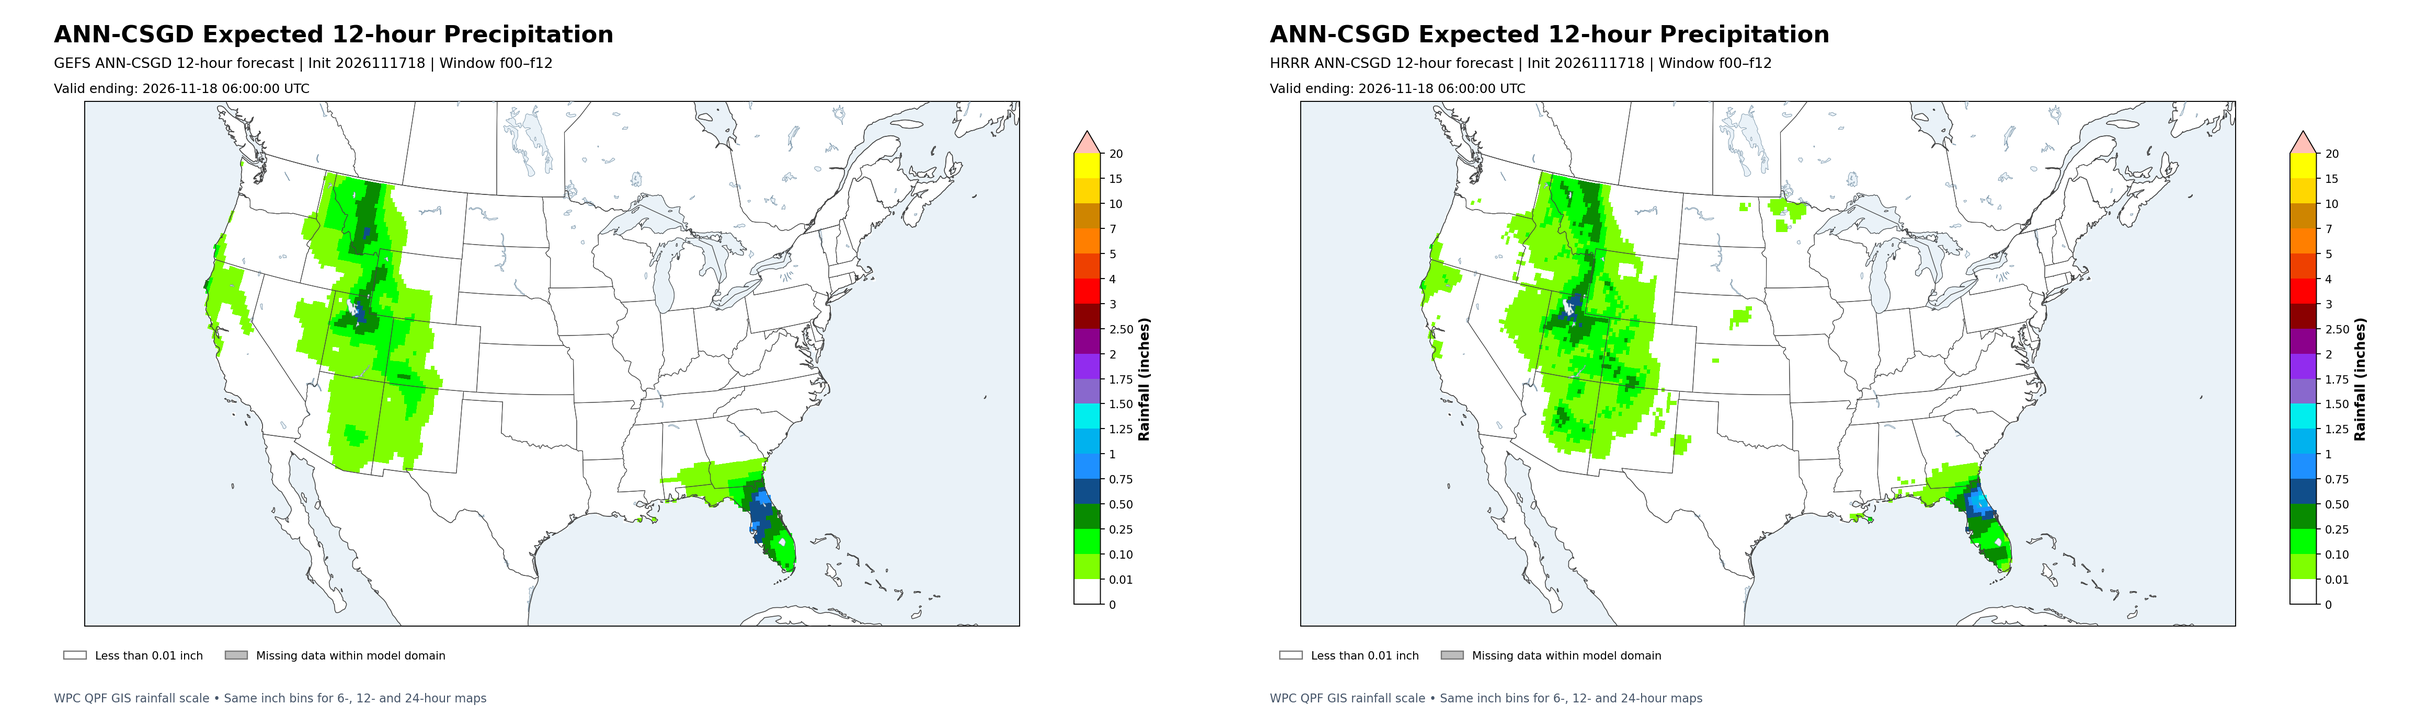 ANN-CSGD Expected 12-hour Precipitation
GEFS ANN-CSGD 12-hour forecast | Init 2026111718 | Window f00–f12
Valid ending: 2026-11-18 06:00:00 UTC
20
15
10
7
5
4
3
2.50
2
1.75
1.50
1.25
1
0.75
0.50
0.25
0.10
0.01
0
Rainfall (inches)
Less than 0.01 inch
Missing data within model domain
WPC QPF GIS rainfall scale • Same inch bins for 6-, 12- and 24-hour maps
ANN-CSGD Expected 12-hour Precipitation
HRRR ANN-CSGD 12-hour forecast | Init 2026111718 | Window f00–f12
Valid ending: 2026-11-18 06:00:00 UTC
20
15
10
7
5
4
3
2.50
2
1.75
1.50
1.25
1
0.75
0.50
0.25
0.10
0.01
0
Rainfall (inches)
Less than 0.01 inch
Missing data within model domain
WPC QPF GIS rainfall scale • Same inch bins for 6-, 12- and 24-hour maps